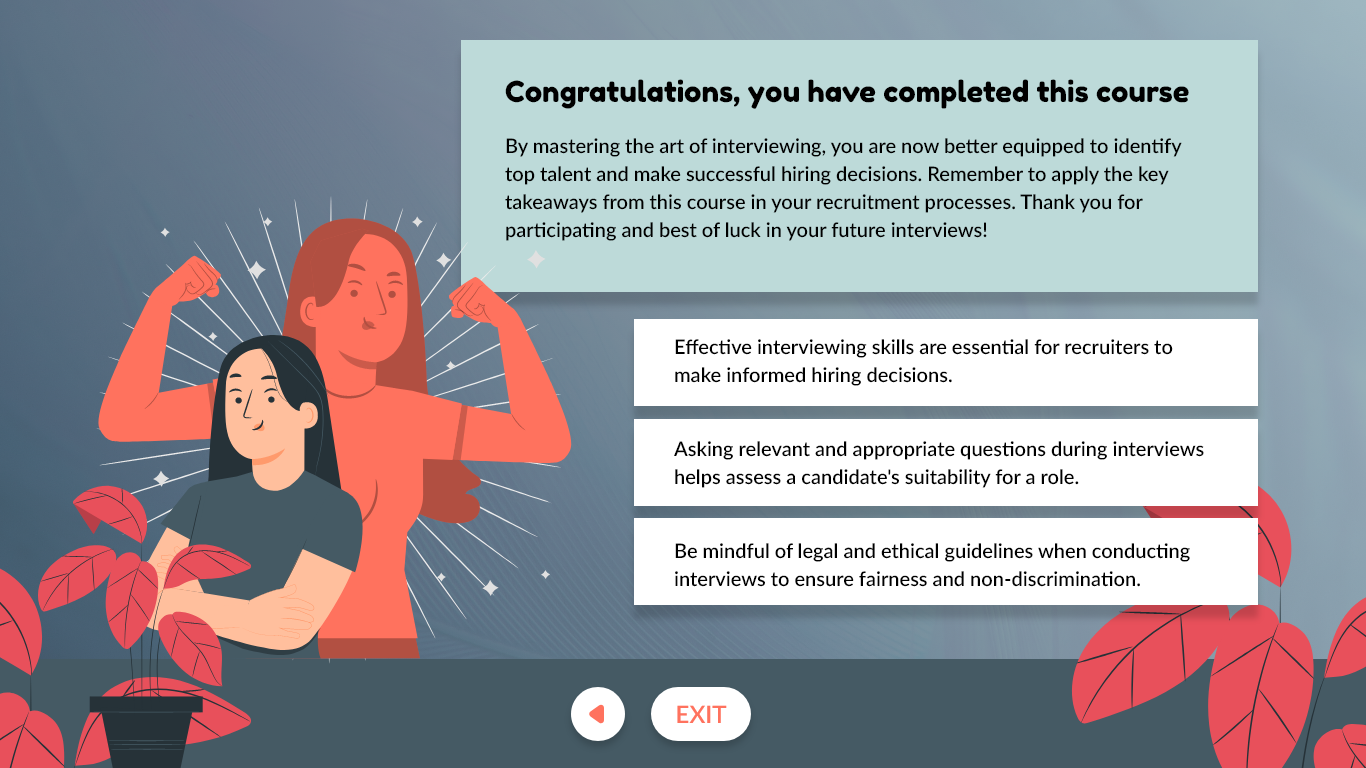 Congratulations, you have completed this course
By mastering the art of interviewing, you are now better equipped to identify
top talent and make successful hiring decisions. Remember to apply the key
takeaways from this course in your recruitment processes. Thank you for
participating and best of luck in your future interviews!
Effective interviewing skills are essential for recruiters to
make informed hiring decisions.
Asking relevant and appropriate questions during interviews
helps assess a candidate's suitability for a role.
Be mindful of legal and ethical guidelines when conducting
interviews to ensure fairness and non-discrimination.
EXIT